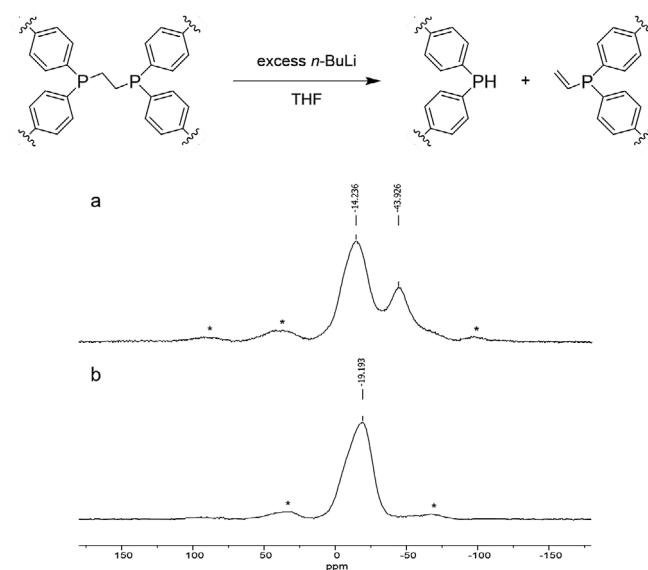 P P
excess n-BuLi
THF
PH + P
a
-14.236
-43.926
* * *
b
-19.193
* *
150 100 50 0 -50 -100 -150
ppm